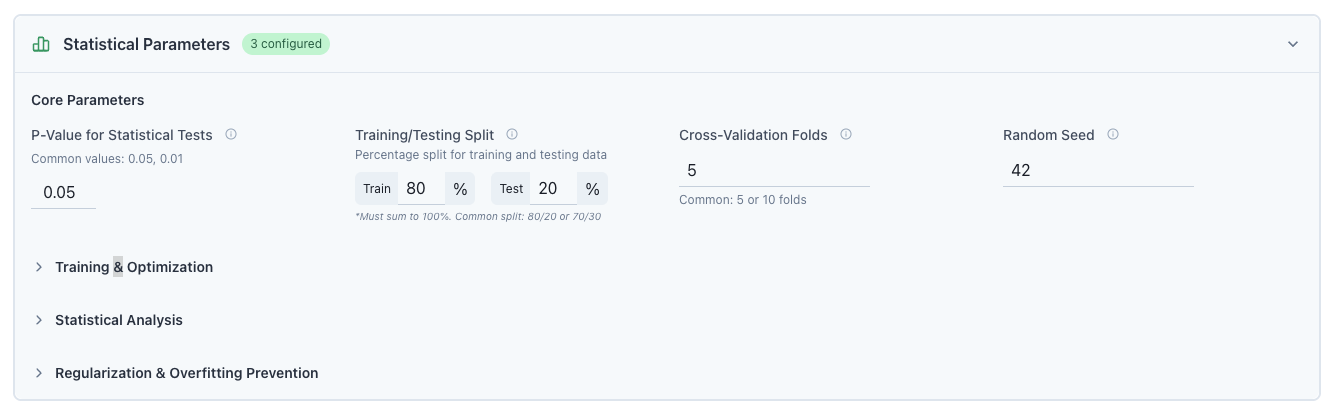 Statistical Parameters 3 configured
Core Parameters
P-Value for Statistical Tests
Common values: 0.05, 0.01
0.05
Training/Testing Split
Percentage split for training and testing data
Train 80 % Test 20 %
*Must sum to 100%. Common split: 80/20 or 70/30
Cross-Validation Folds
5
Common: 5 or 10 folds
Random Seed
42
Training & Optimization
Statistical Analysis
Regularization & Overfitting Prevention